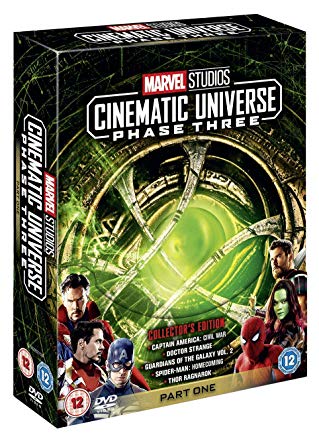 MARVEL STUDIOS
CINEMATIC UNIVERSE
PHASE THREE
COLLECTOR'S EDITION
CAPTAIN AMERICA: CIVIL WAR
- DOCTOR STRANGE -
GUARDIANS OF THE GALAXY VOL. 2
- SPIDER-MAN: HOMECOMING -
THOR RAGNAROK
PART ONE
12
DVD
12
MARVEL STUDIOS
CINEMATIC UNIVERSE
PHASE THREE
12
DVD